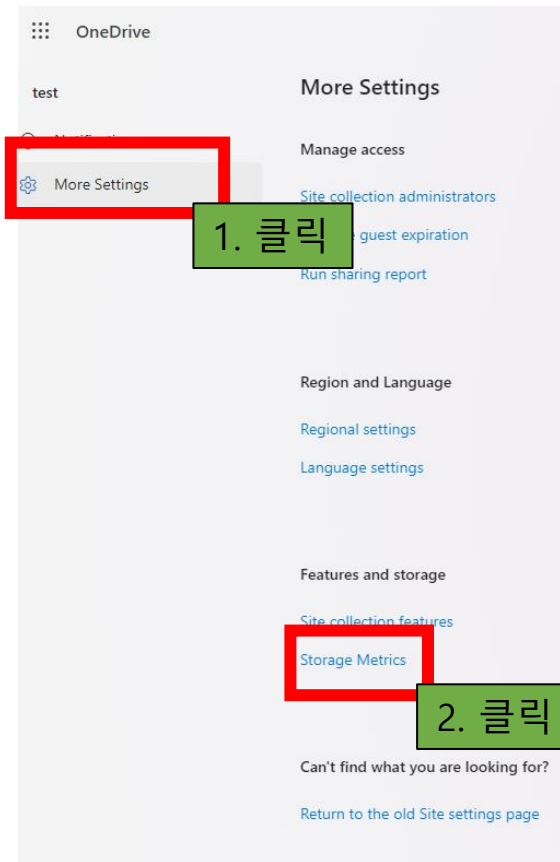 OneDrive
test
More Settings
More Settings
Manage access
1. 클릭
Site collection administrators
guest expiration
Run sharing report
Region and Language
Regional settings
Language settings
Features and storage
Site collection features
Storage Metrics
2. 클릭
Can't find what you are looking for?
Return to the old Site settings page